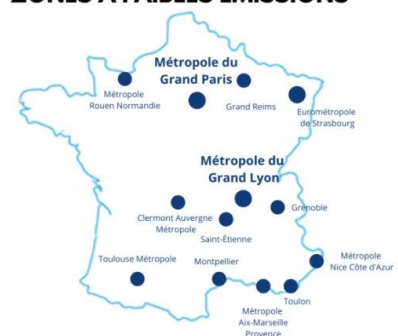 ZONES A FAIBLES EMISSIONS
Métropole du
Grand Paris
Métropole
Rouen Normandie
Grand Reims
Eurométropole
de Strasbourg
Métropole du
Grand Lyon
Grenoble
Clermont Auvergne
Métropole
Saint-Étienne
Toulouse Métropole
Montpellier
Métropole
Nice Côte d'Azur
Toulon
Métropole
Aix-Marseille
Provence